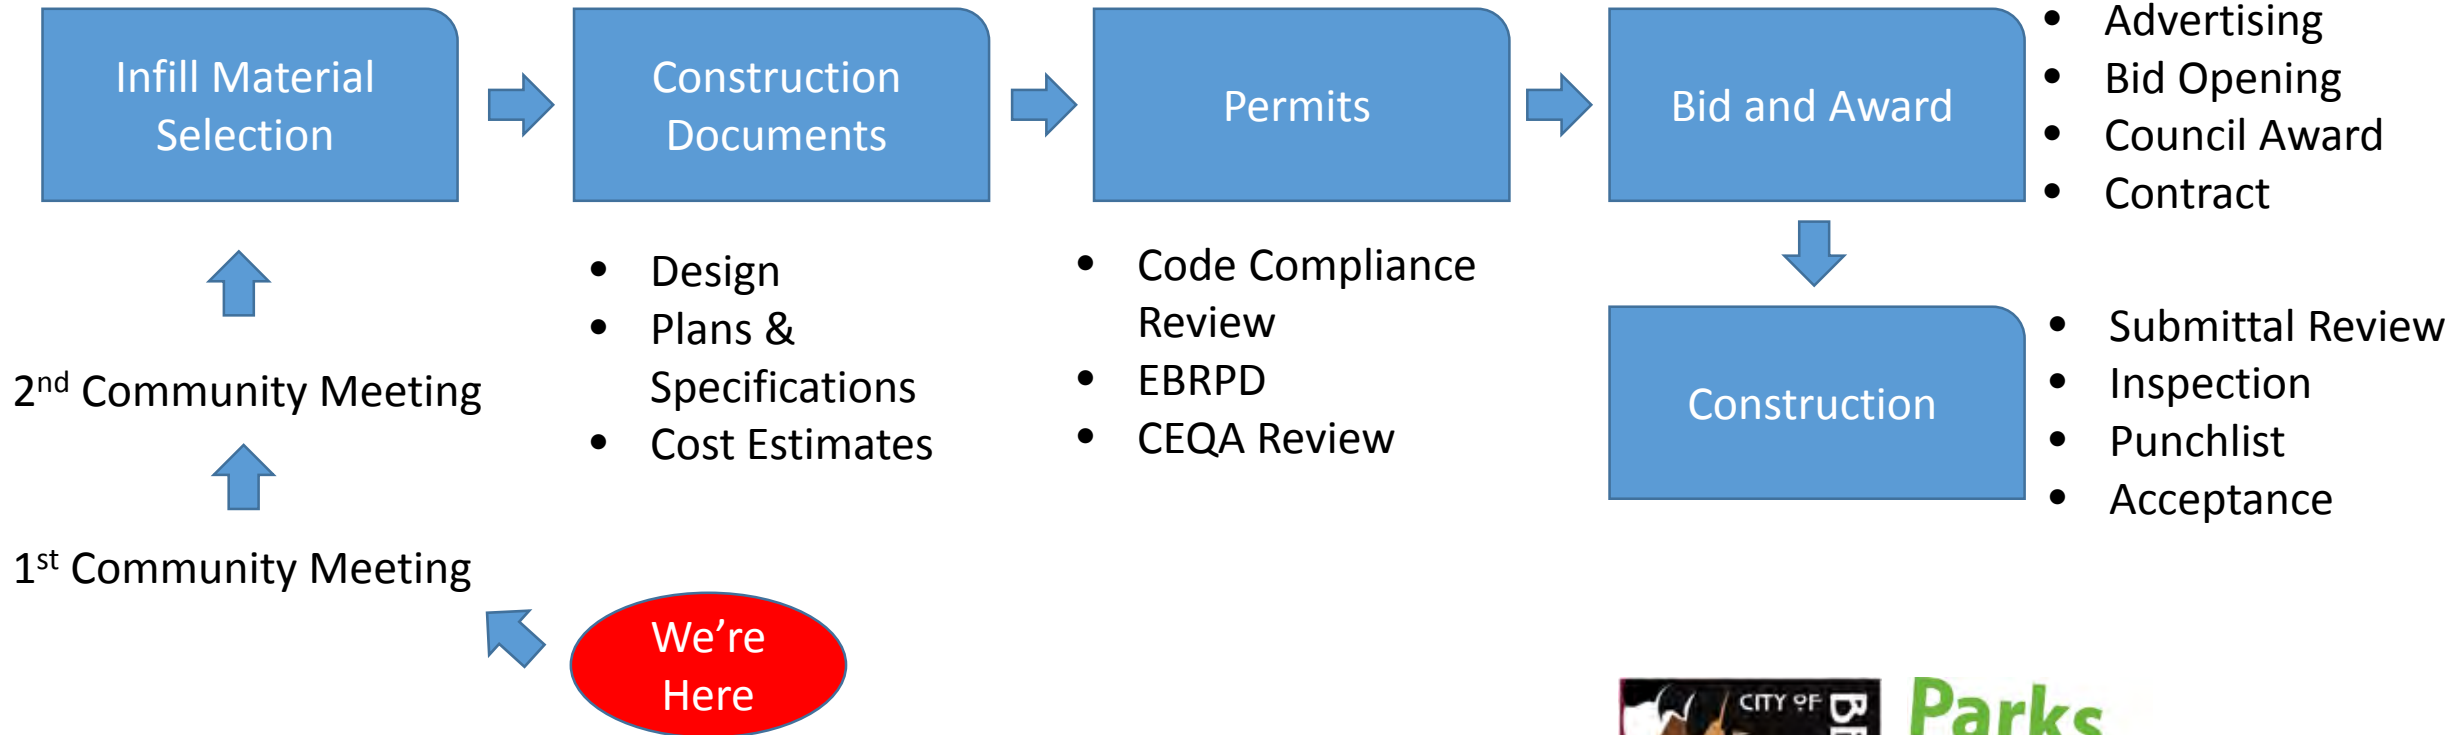 Infill Material
Selection
Construction
Documents
Permits
Bid and Award
• Advertising
• Bid Opening
• Council Award
• Contract
• Design
• Plans &
Specifications
• Cost Estimates
• Code Compliance
Review
• EBRPD
• CEQA Review
Construction
• Submittal Review
• Inspection
• Punchlist
• Acceptance
2nd Community Meeting
1st Community Meeting
We’re
Here
CITY OF
Parks